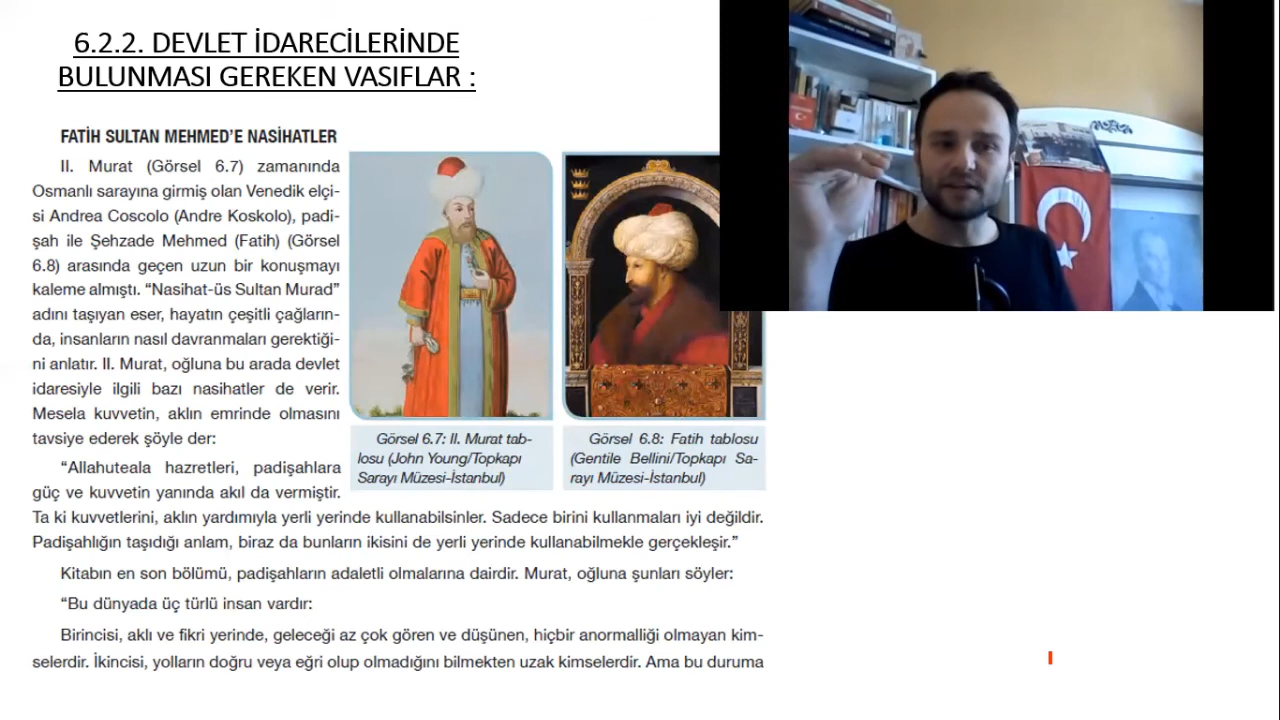 6.2.2. DEVLET İDARECİLERİNDE
BULUNMASI GEREKEN VASIFLAR :
FATİH SULTAN MEHMED’E NASİHATLER
II. Murat (Görsel 6.7) zamanında
Osmanlı sarayına girmiş olan Venedik elçi-
si Andrea Coscolo (Andre Koskolo), padi-
şah ile Şehzade Mehmed (Fatih) (Görsel
6.8) arasında geçen uzun bir konuşmayı
kaleme almıştı. “Nasihat-üs Sultan Murad”
adını taşıyan eser, hayatın çeşitli çağların-
da, insanların nasıl davranmaları gerektiği-
ni anlatır. II. Murat, oğluna bu arada devlet
idaresiyle ilgili bazı nasihatler de verir.
Mesela kuvvetin, aklın emrinde olmasını
tavsiye ederek şöyle der:
Görsel 6.7: II. Murat tab-
losu (John Young/Topkapı
Sarayı Müzesi-İstanbul)
Görsel 6.8: Fatih tablosu
(Gentile Bellini/Topkapı Sa-
rayı Müzesi-İstanbul)
“Allahuteala hazretleri, padişahlara
güç ve kuvvetin yanında akıl da vermiştir.
Ta ki kuvvetlerini, aklın yardımıyla yerli yerinde kullanabilsinler. Sadece birini kullanmaları iyi değildir.
Padişahlığın taşıdığı anlam, biraz da bunların ikisini de yerli yerinde kullanabilmekle gerçekleşir.”
Kitabın en son bölümü, padişahların adaletli olmalarına dairdir. Murat, oğluna şunları söyler:
“Bu dünyada üç türlü insan vardır:
Birincisi, aklı ve fikri yerinde, geleceği az çok gören ve düşünen, hiçbir anormalliği olmayan kim-
selerdir. İkincisi, yolların doğru veya eğri olup olmadığını bilmekten uzak kimselerdir. Ama bu duruma